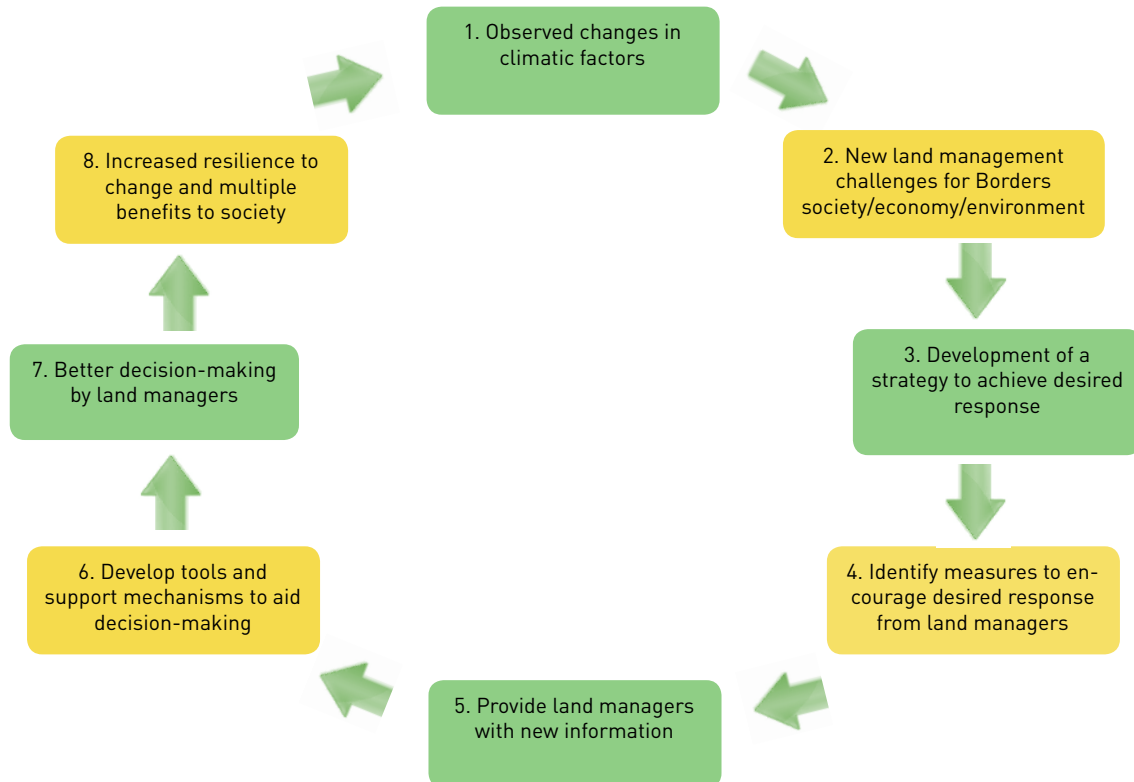 1. Observed changes in
climatic factors
2. New land management
challenges for Borders
society/economy/environment
3. Development of a
strategy to achieve desired
response
4. Identify measures to en-
courage desired response
from land managers
5. Provide land managers
with new information
6. Develop tools and
support mechanisms to aid
decision-making
7. Better decision-making
by land managers
8. Increased resilience to
change and multiple
benefits to society